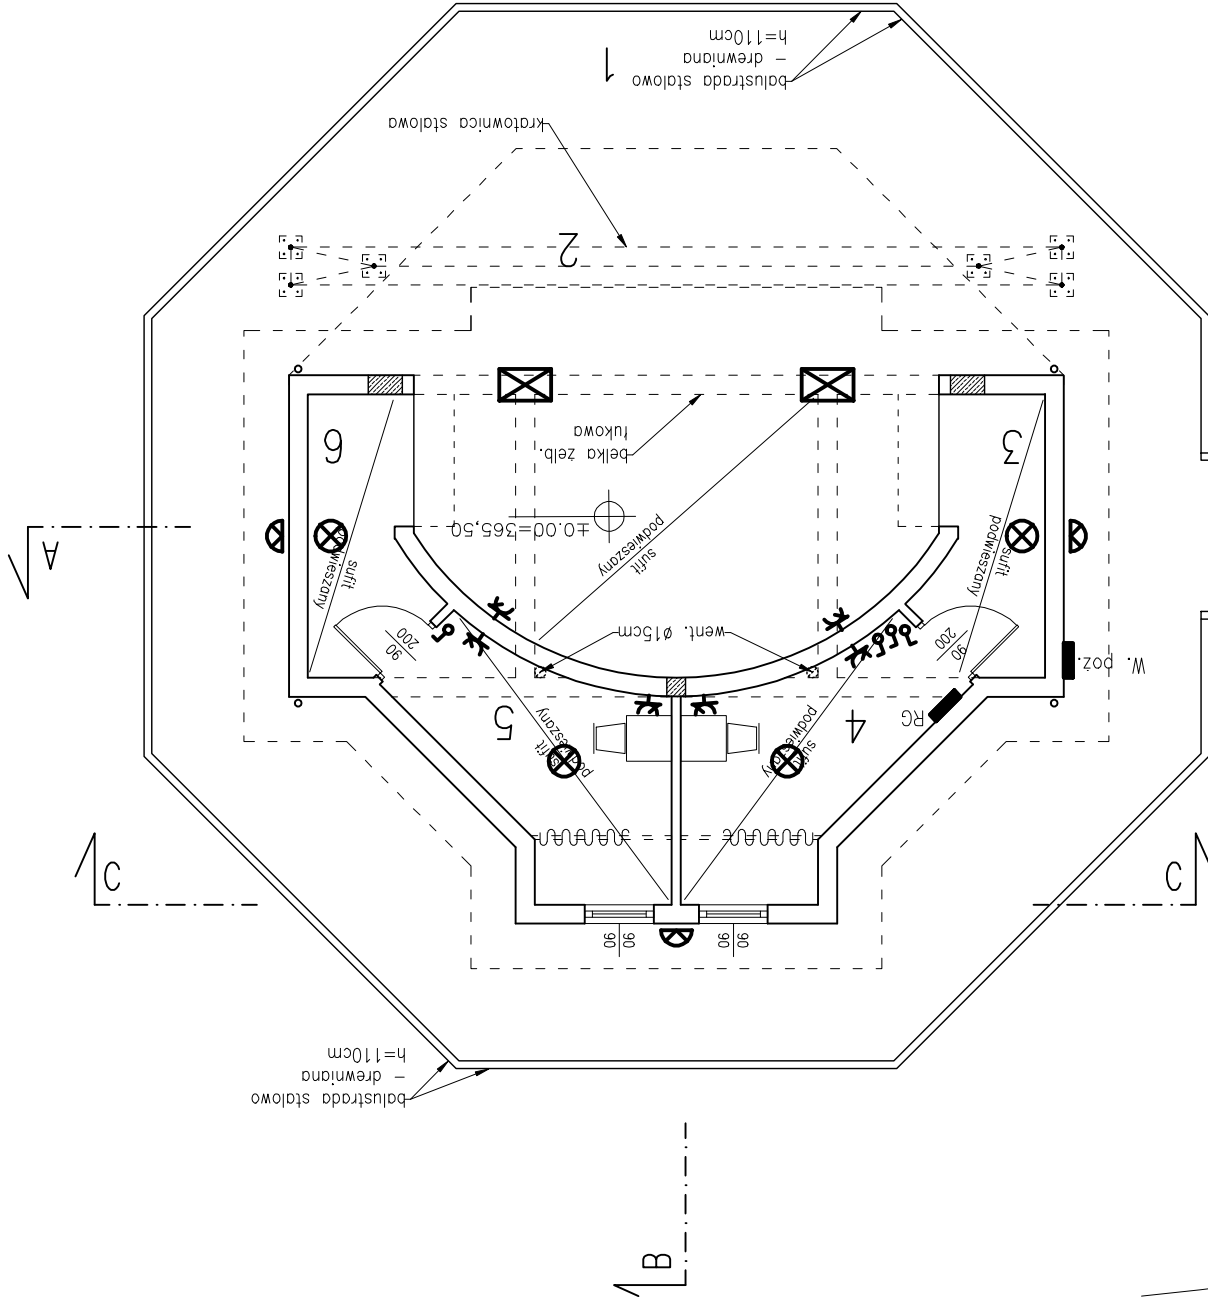 B
balustrada stalowo
– drewniana
h=110cm
90
90
90
90
C
C
sufit
podwieszany
sufit
podwieszany
4
5
RG
W. poż.
90
200
90
200
went. ø15cm
sufit
podwieszany
sufit
podwieszany
sufit
podwieszany
A
±0.00=365,50
3
6
belka żelb.
łukowa
2
kratownica stalowa
balustrada stalowo
– drewniana
h=110cm
1